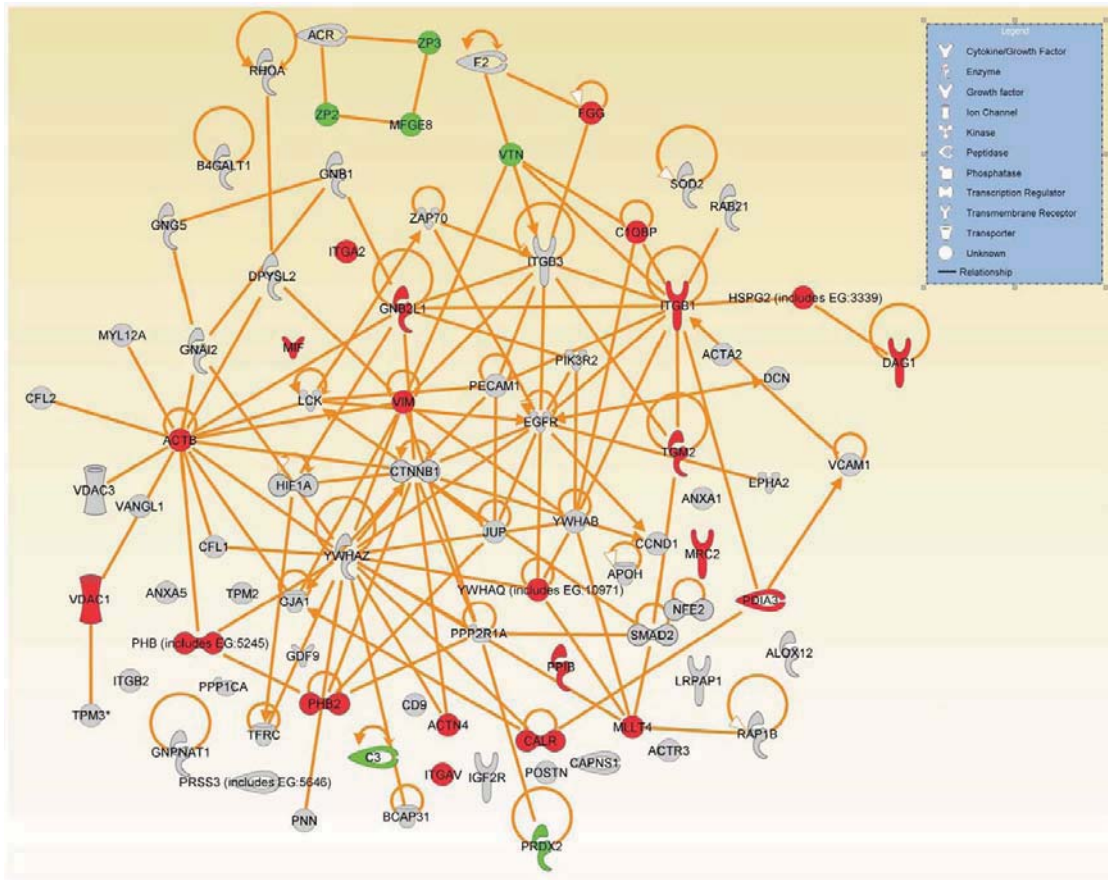 Legend
Cytokine/Growth Factor
Enzyme
Growth factor
Ion Channel
Kinase
Peptidase
Phosphatase
Transcription Regulator
Transmembrane Receptor
Transporter
Unknown
Relationship
ACR
ZP3
F2
RHOA
ZP2
MFGE8
FGG
VTN
B4GALT1
GNB1
SOD2
RAB21
GNG5
ZAP70
C1QBP
ITGA2
ITGB3
DPYSL2
GNB2L1
ITGB1
HSPG2 (includes EG:3339)
MYL12A
GNAI2
MIF
PIK3R2
ACTA2
DAG1
PECAM1
DCN
CFL2
LCK
VIM
EGFR
ACTB
TGM2
VCAM1
CTNNB1
VDAC3
HIF1A
EPHA2
VANGL1
ANXA1
JUP
YWHAB
CFL1
YWHAZ
CCND1
MRC2
APOH
VDAC1
ANXA5
TPM2
GJA1
YWHAQ (includes EG:10971)
NFE2
PDIA3
PHB (includes EG:5245)
PPP2R1A
SMAD2
GDF9
PPIB
ALOX12
ITGB2
PPP1CA
LRPAP1
TPM3*
PHB2
CD9
ACTN4
MLLT4
GNPNAT1
TFRC
CALR
RAP1B
C3
ACTR3
PRSS3 (includes EG:5646)
ITGAV
IGF2R
POSTN
CAPNS1
PNN
BCAP31
PRDX2